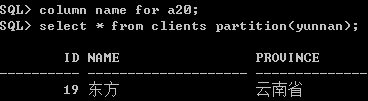 SQL> column name for a20;
SQL> select * from clients partition(yunnan);
ID NAME PROVINCE
---------- -------------------- --------------------
19 东方 云南省